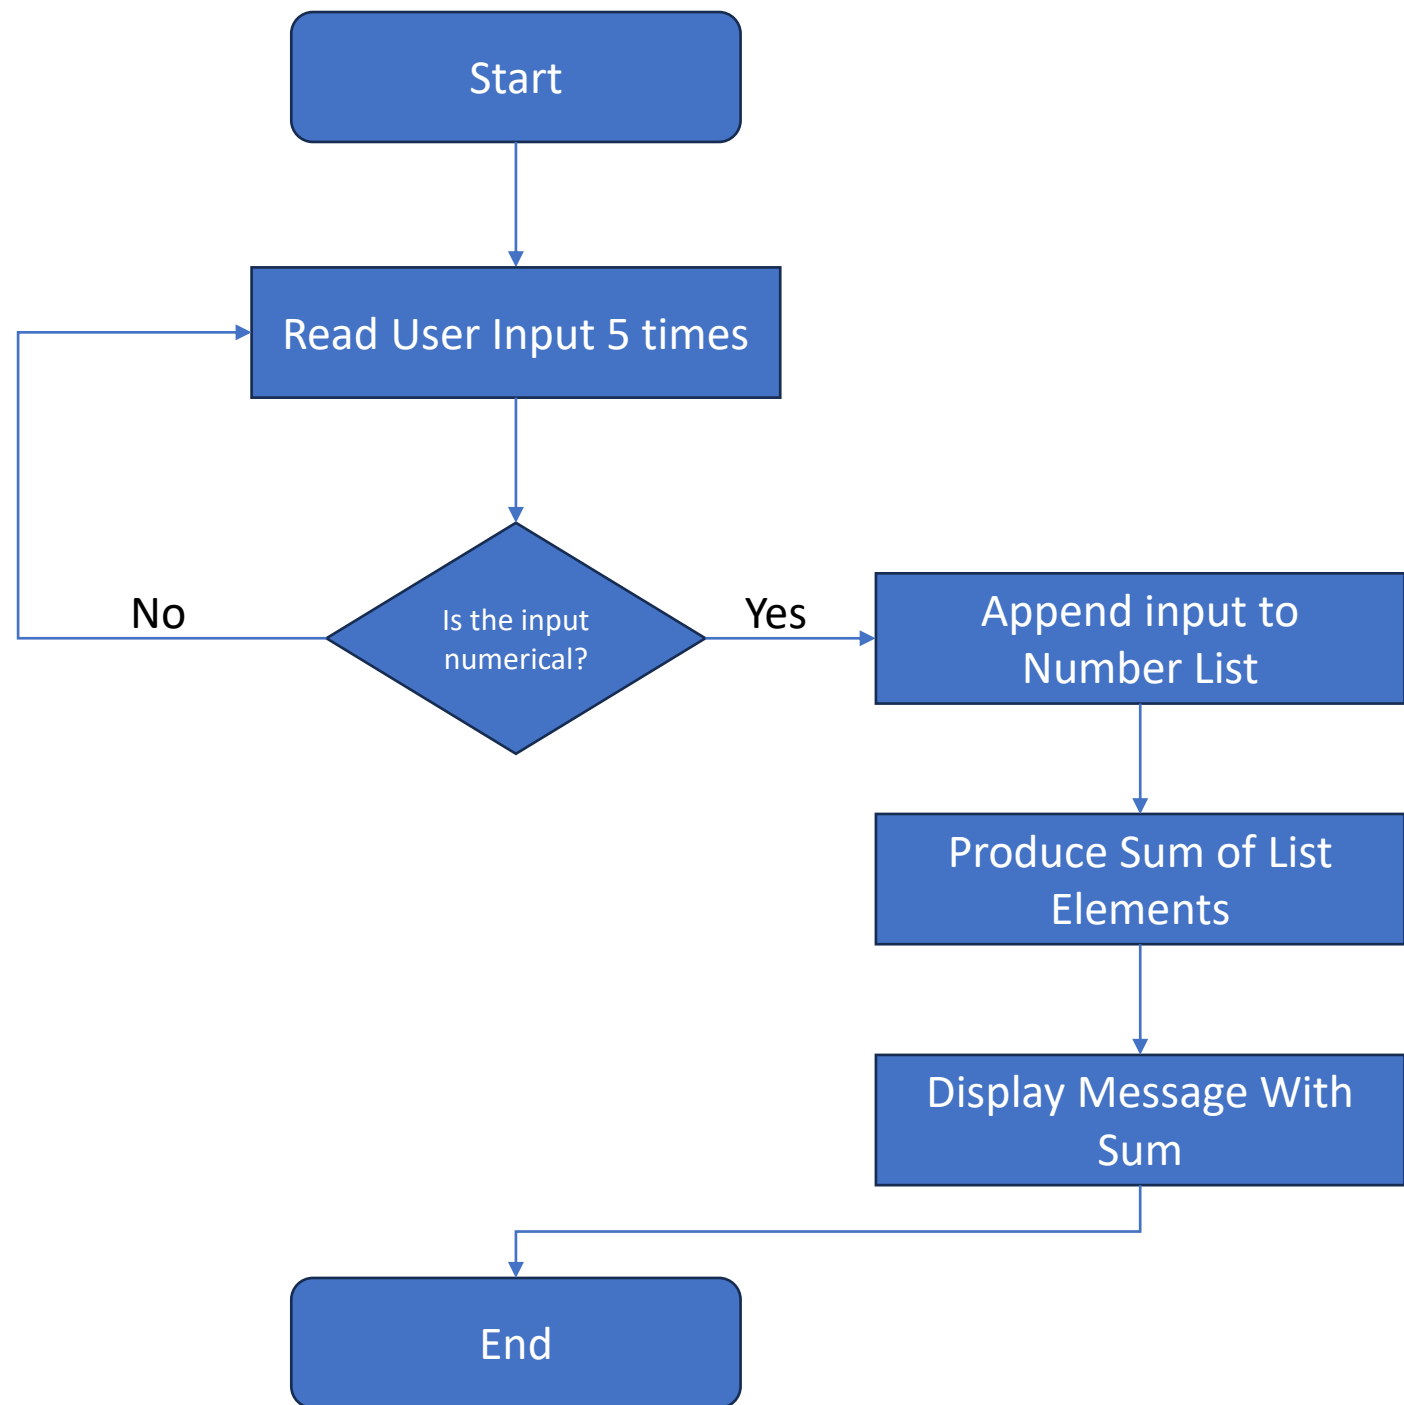 Start
Read User Input 5 times
No
Is the input
numerical?
Yes
Append input to
Number List
Produce Sum of List
Elements
Display Message With
Sum
End